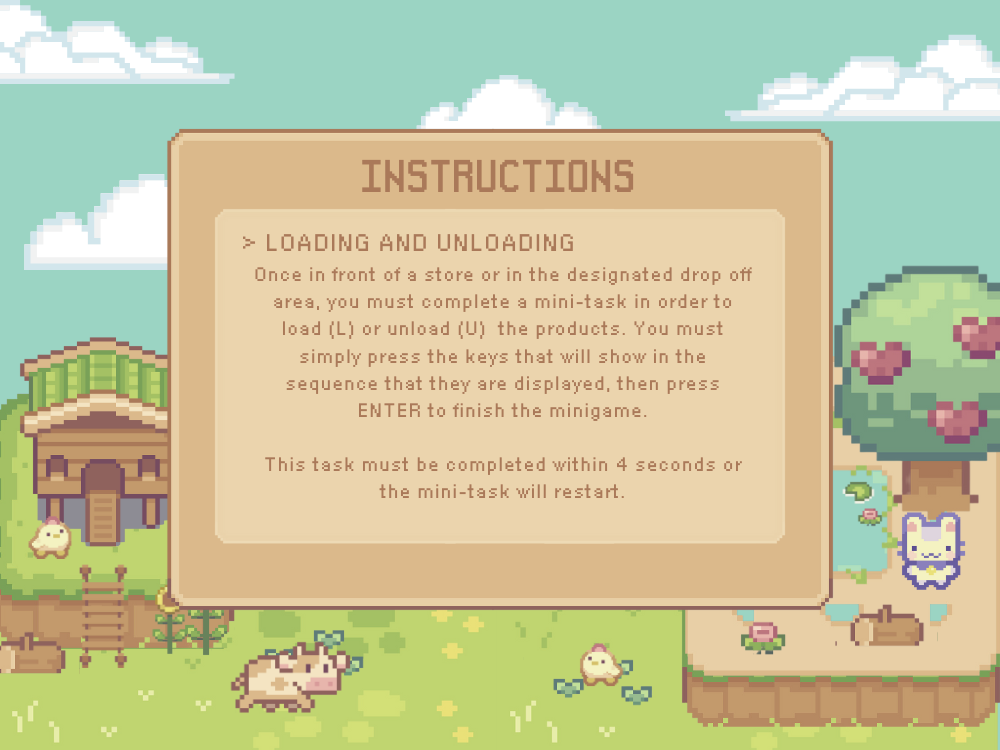 INSTRUCTIONS
> LOADING AND UNLOADING
Once in front of a store or in the designated drop off
area, you must complete a mini-task in order to
load (L) or unload (U) the products. You must
simply press the keys that will show in the
sequence that they are displayed, then press
ENTER to finish the minigame.
This task must be completed within 4 seconds or
the mini-task will restart.